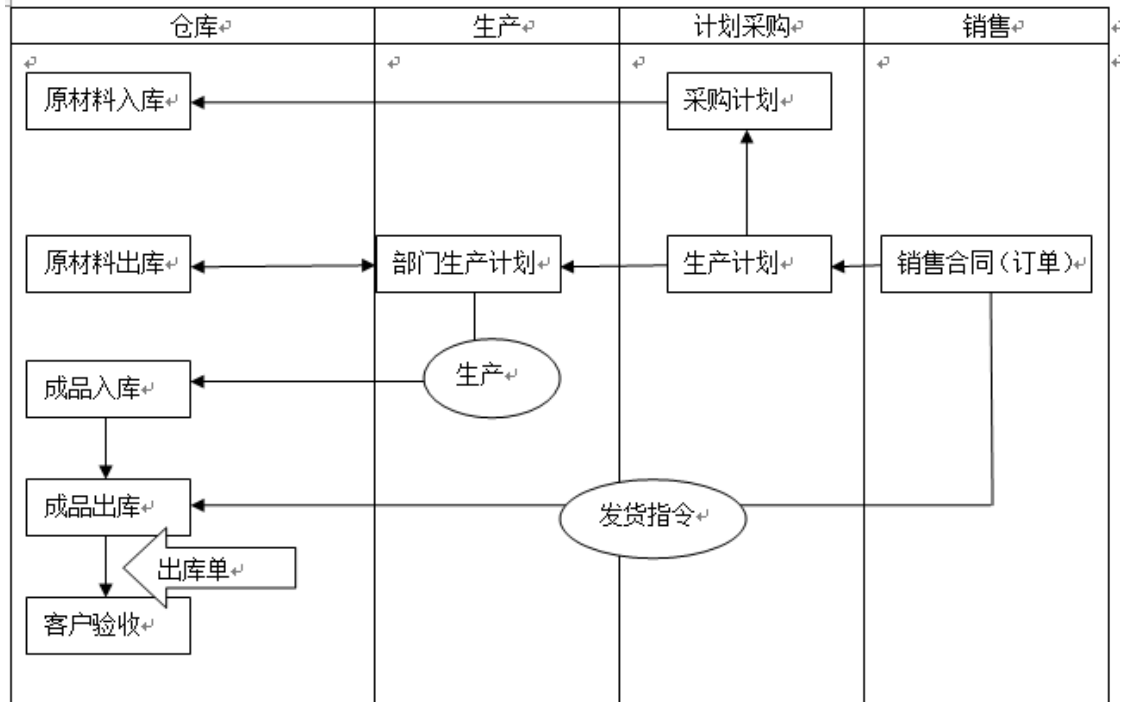 仓库
生产
计划采购
销售
原材料入库
采购计划
原材料出库
部门生产计划
生产计划
销售合同（订单）
生产
成品入库
成品出库
发货指令
出库单
客户验收